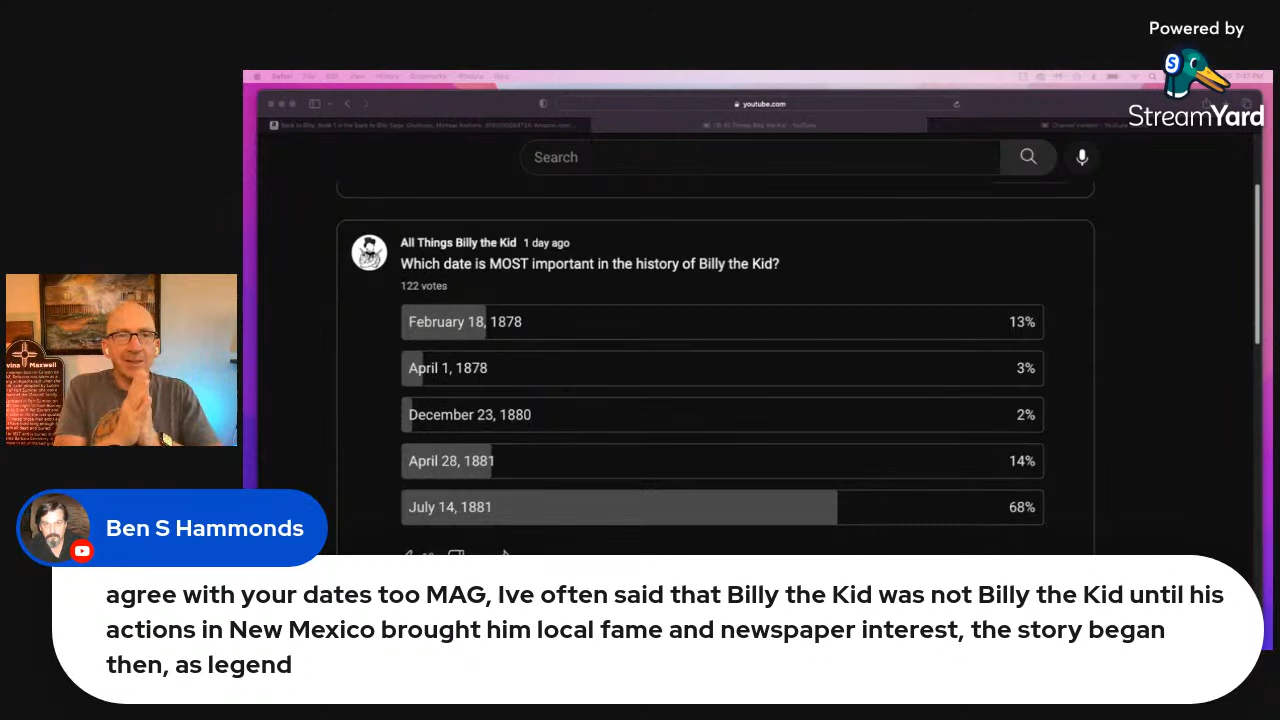 Powered by
StreamYard
youtube.com
Search
All Things Billy the Kid 1 day ago
Which date is MOST important in the history of Billy the Kid?
122 votes
February 18, 1878 13%
April 1, 1878 3%
December 23, 1880 2%
April 28, 1881 14%
July 14, 1881 68%
Maxwell
Ben S Hammonds
agree with your dates too MAG, Ive often said that Billy the Kid was not Billy the Kid until his
actions in New Mexico brought him local fame and newspaper interest, the story began
then, as legend